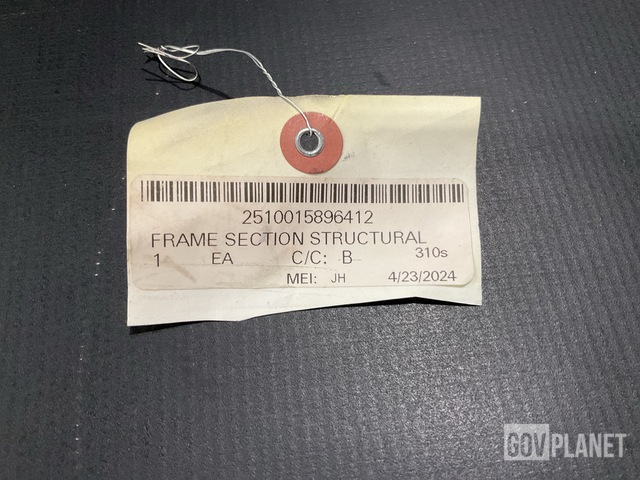 2510015896412
FRAME SECTION STRUCTURAL
1 EA C/C: B 310s
MEI: JH 4/23/2024
GOVPLANET